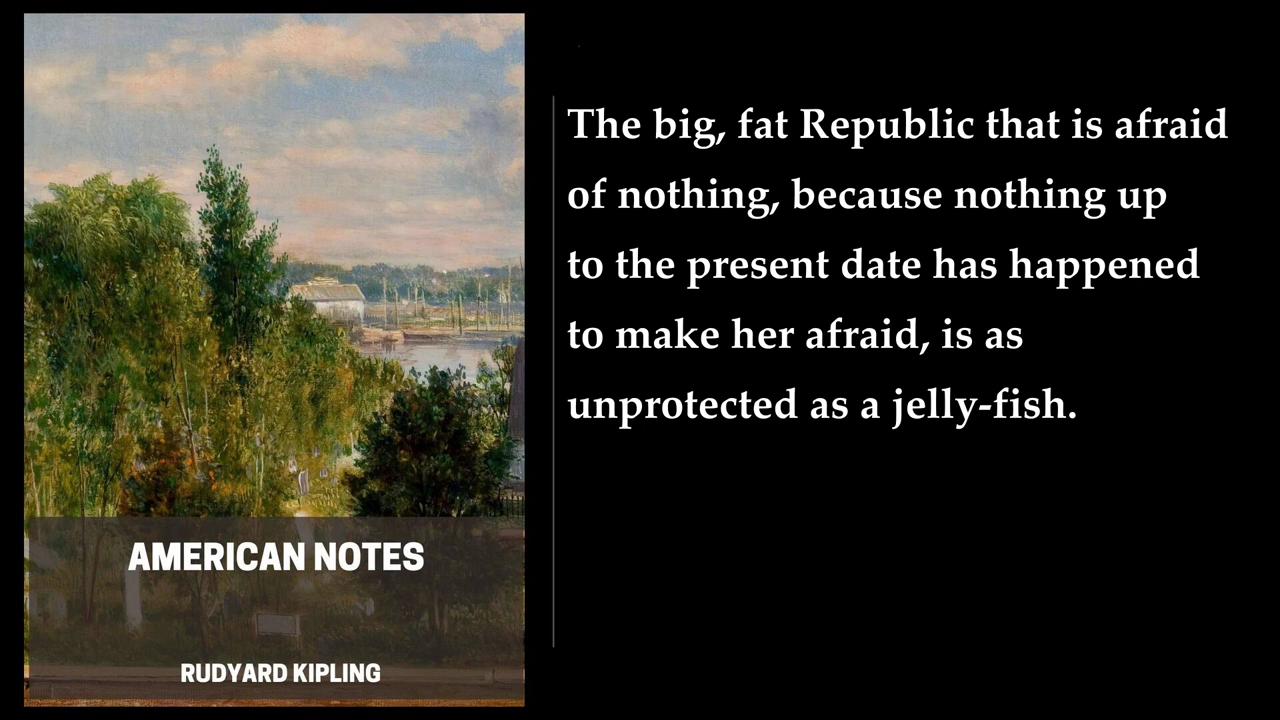 AMERICAN NOTES
RUDYARD KIPLING
The big, fat Republic that is afraid
of nothing, because nothing up
to the present date has happened
to make her afraid, is as
unprotected as a jelly-fish.